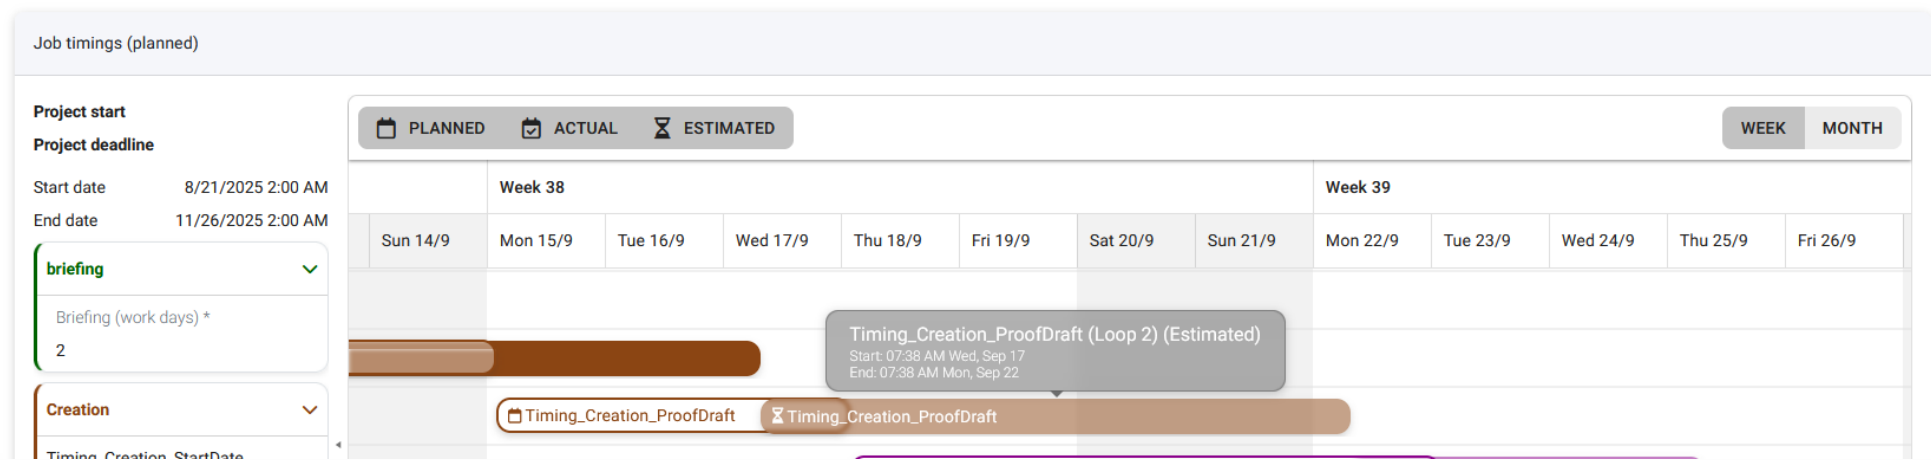 Job timings (planned)
Project start
Project deadline
Start date 8/21/2025 2:00 AM
End date 11/26/2025 2:00 AM
briefing
Briefing (work days) *
2
Creation
Timing_Creation_StartDate
PLANNED ACTUAL ESTIMATED
WEEK MONTH
Week 38 Week 39
Sun 14/9 Mon 15/9 Tue 16/9 Wed 17/9 Thu 18/9 Fri 19/9 Sat 20/9 Sun 21/9 Mon 22/9 Tue 23/9 Wed 24/9 Thu 25/9 Fri 26/9
Timing_Creation_ProofDraft (Loop 2) (Estimated)
Start: 07:38 AM Wed, Sep 17
End: 07:38 AM Mon, Sep 22
Timing_Creation_ProofDraft Timing_Creation_ProofDraft